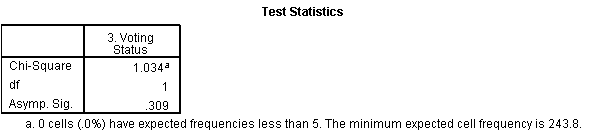 Test Statistics
3. Voting
Status
Chi-Square 1.034a
df 1
Asymp. Sig. .309
a. 0 cells (.0%) have expected frequencies less than 5. The minimum expected cell frequency is 243.8.